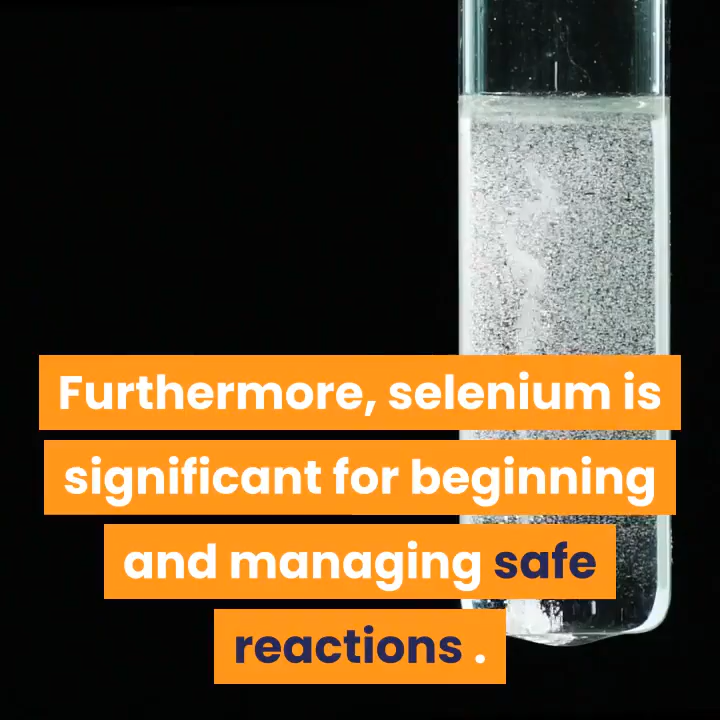 Furthermore, selenium is
significant for beginning
and managing safe
reactions .